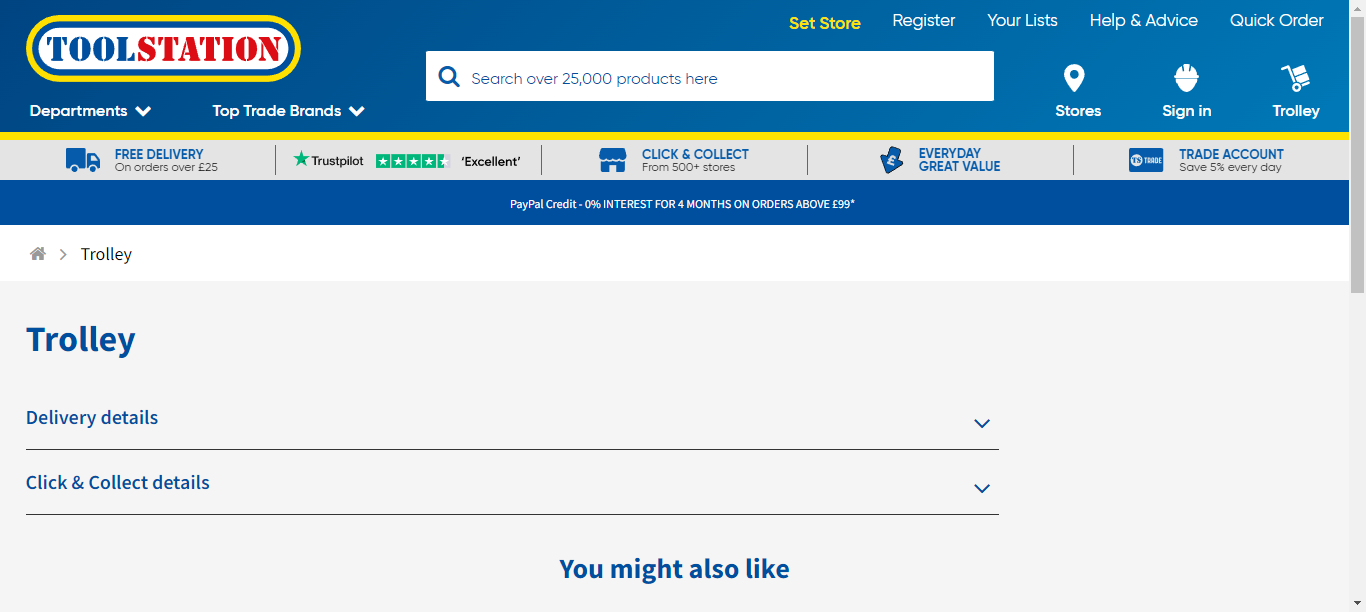 TOOLSTATION
Set Store
Register
Your Lists
Help & Advice
Quick Order
Search over 25,000 products here
Departments
Top Trade Brands
Stores
Sign in
Trolley
FREE DELIVERY
On orders over £25
Trustpilot
‘Excellent’
CLICK & COLLECT
From 500+ stores
£
EVERYDAY
GREAT VALUE
TS TRADE
TRADE ACCOUNT
Save 5% every day
PayPal Credit - 0% INTEREST FOR 4 MONTHS ON ORDERS ABOVE £99*
Trolley
Trolley
Delivery details
Click & Collect details
You might also like